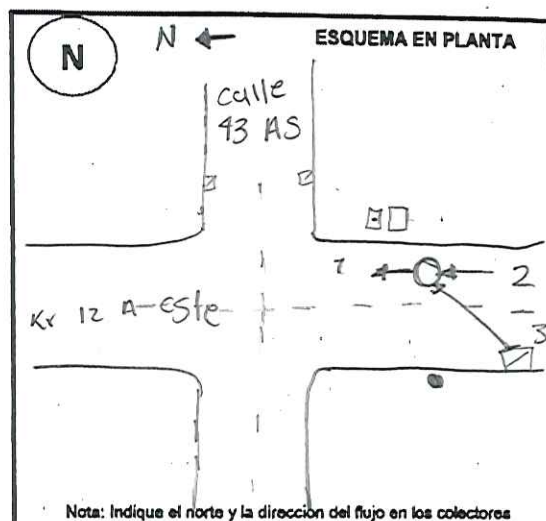 N
N
ESQUEMA EN PLANTA
calle
43 AS
1
2
Kr 12 A-Este
3
Nota: Indique el norte y la dirección del flujo en los colectores